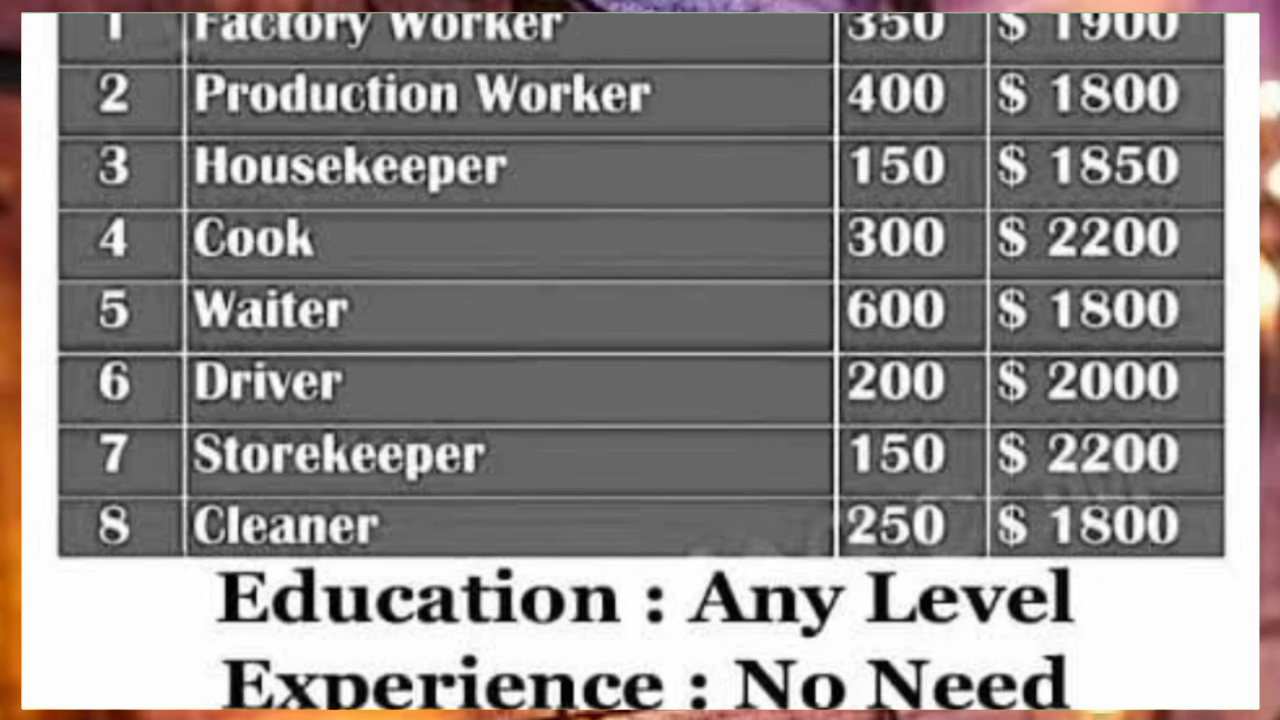 1 Factory Worker 350 $ 1900
2 Production Worker 400 $ 1800
3 Housekeeper 150 $ 1850
4 Cook 300 $ 2200
5 Waiter 600 $ 1800
6 Driver 200 $ 2000
7 Storekeeper 150 $ 2200
8 Cleaner 250 $ 1800
Education : Any Level
Experience : No Need